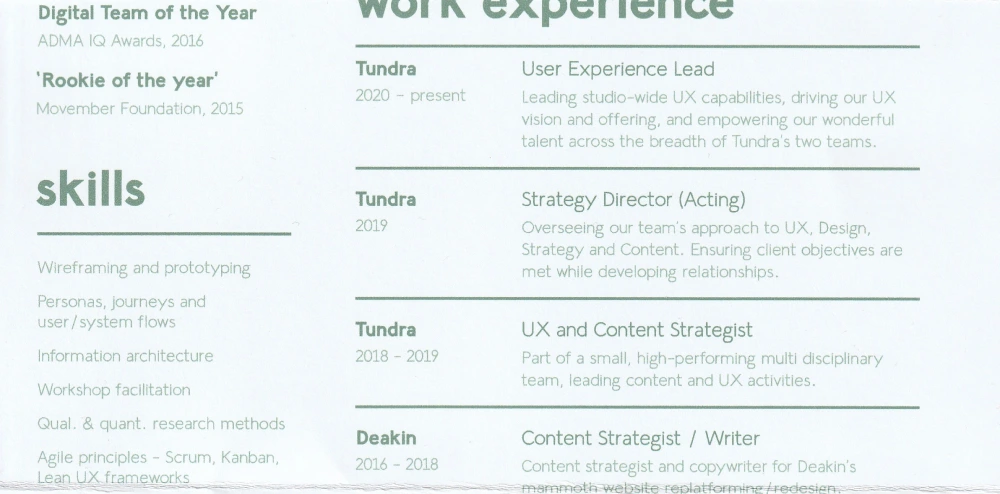 Digital Team of the Year
ADMA IQ Awards, 2016
'Rookie of the year'
Movember Foundation, 2015
skills
Wireframing and prototyping
Personas, journeys and
user/system flows
Information architecture
Workshop facilitation
Qual. & quant. research methods
Agile principles - Scrum, Kanban,
Lean UX frameworks
work experience
Tundra
2020 - present
User Experience Lead
Leading studio-wide UX capabilities, driving our UX
vision and offering, and empowering our wonderful
talent across the breadth of Tundra's two teams.
Tundra
2019
Strategy Director (Acting)
Overseeing our team's approach to UX, Design,
Strategy and Content. Ensuring client objectives are
met while developing relationships.
Tundra
2018 - 2019
UX and Content Strategist
Part of a small, high-performing multi disciplinary
team, leading content and UX activities.
Deakin
2016 - 2018
Content Strategist / Writer
Content strategist and copywriter for Deakin's
mammoth website replatforming/redesign.